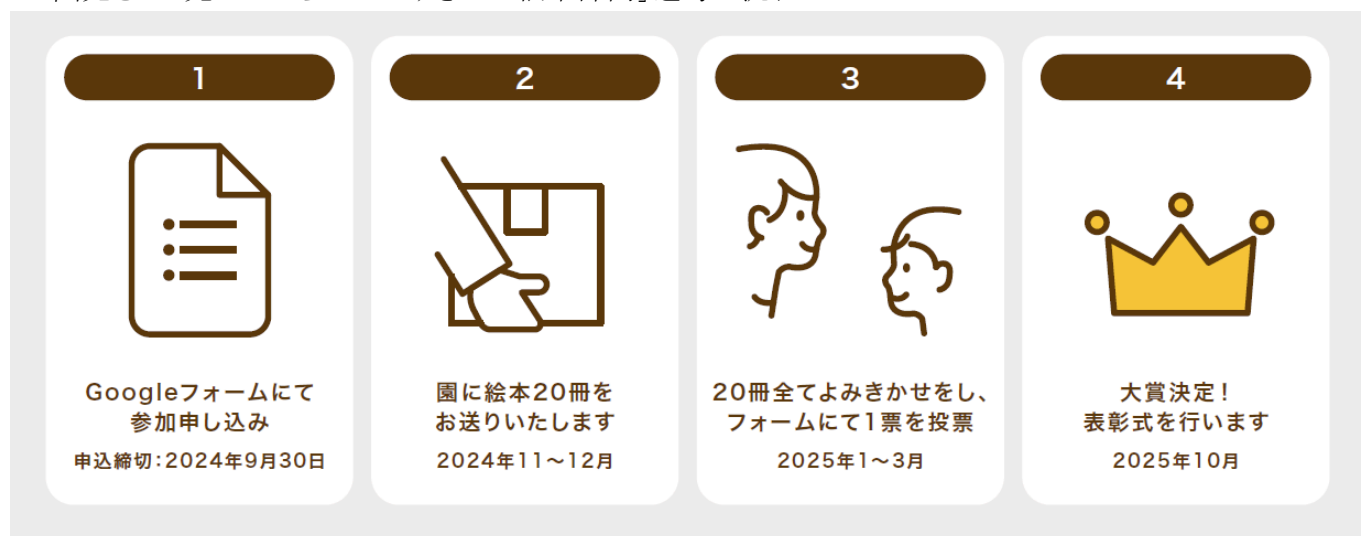 1
Googleフォームにて
参加申し込み
申込締切：2024年9月30日
2
園に絵本20冊を
お送りいたします
2024年11～12月
3
20冊全てよみきかせをし、
フォームにて1票を投票
2025年1～3月
4
大賞決定！
表彰式を行います
2025年10月